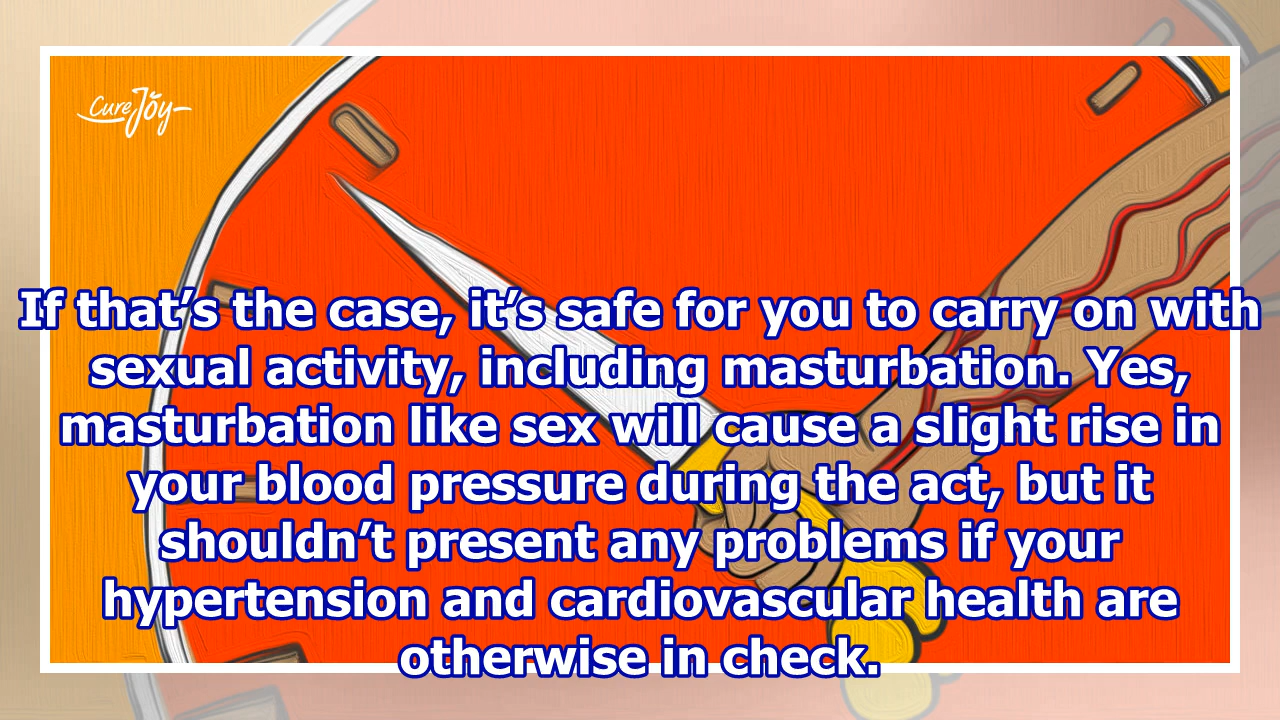 CureJoy
If that’s the case, it’s safe for you to carry on with
sexual activity, including masturbation. Yes,
masturbation like sex will cause a slight rise in
your blood pressure during the act, but it
shouldn’t present any problems if your
hypertension and cardiovascular health are
otherwise in check.